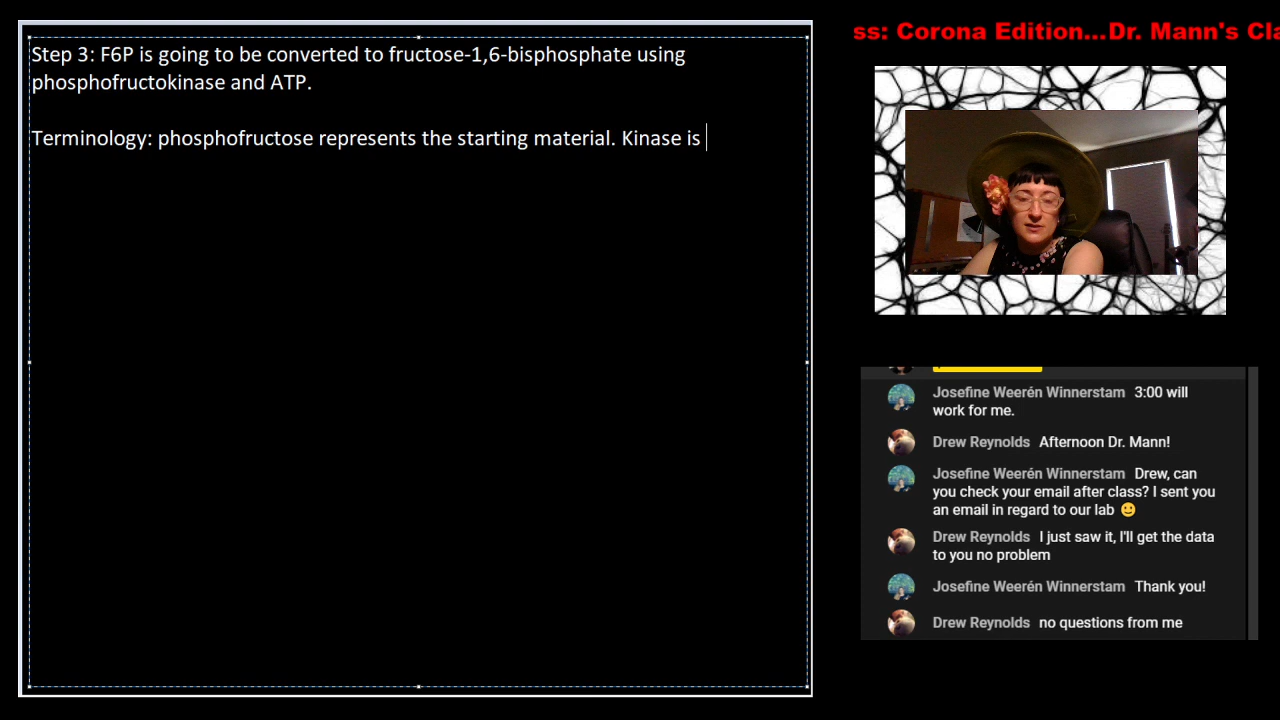 Step 3: F6P is going to be converted to fructose-1,6-bisphosphate using
phosphofructokinase and ATP.
Terminology: phosphofructose represents the starting material. Kinase is
ss: Corona Edition...Dr. Mann's Cla
Josefine Weerén Winnerstam 3:00 will
work for me.
Drew Reynolds Afternoon Dr. Mann!
Josefine Weerén Winnerstam Drew, can
you check your email after class? I sent you
an email in regard to our lab 🙂
Drew Reynolds I just saw it, I'll get the data
to you no problem
Josefine Weerén Winnerstam Thank you!
Drew Reynolds no questions from me